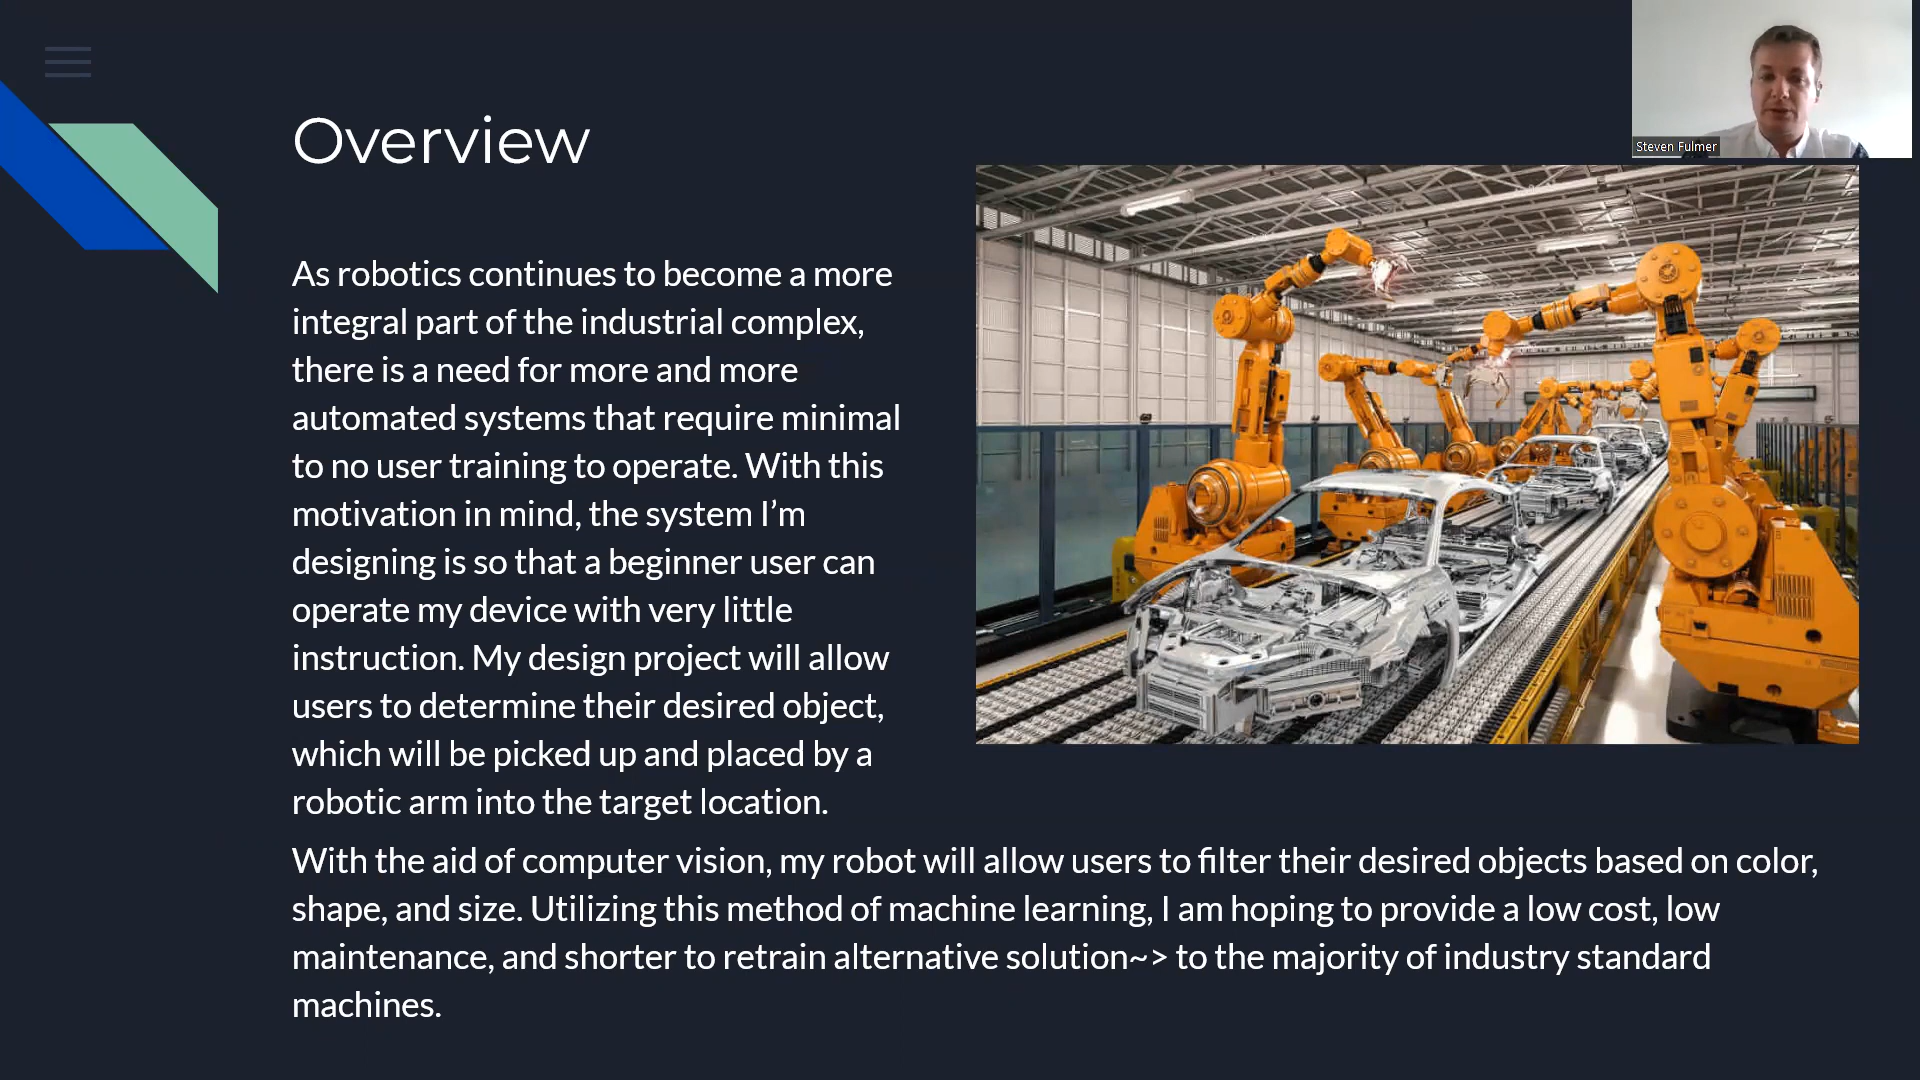 Overview
Steven Fulmer
As robotics continues to become a more
integral part of the industrial complex,
there is a need for more and more
automated systems that require minimal
to no user training to operate. With this
motivation in mind, the system I’m
designing is so that a beginner user can
operate my device with very little
instruction. My design project will allow
users to determine their desired object,
which will be picked up and placed by a
robotic arm into the target location.
With the aid of computer vision, my robot will allow users to filter their desired objects based on color,
shape, and size. Utilizing this method of machine learning, I am hoping to provide a low cost, low
maintenance, and shorter to retrain alternative solution~> to the majority of industry standard
machines.